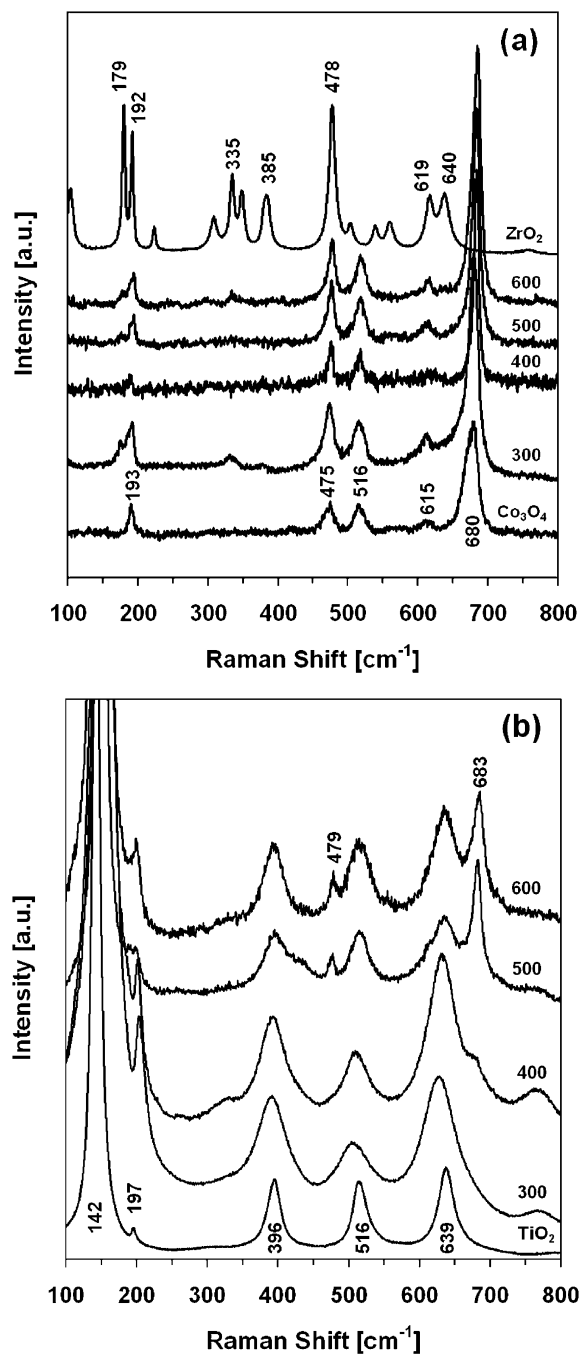 (a)
179
192
335
385
478
619
640
ZrO₂
600
500
400
300
193
475
516
615
680
Co₃O₄
Intensity [a.u.]
100 200 300 400 500 600 700 800
Raman Shift [cm⁻¹]
(b)
683
479
600
500
400
300
TiO₂
142
197
396
516
639
Intensity [a.u.]
100 200 300 400 500 600 700 800
Raman Shift [cm⁻¹]